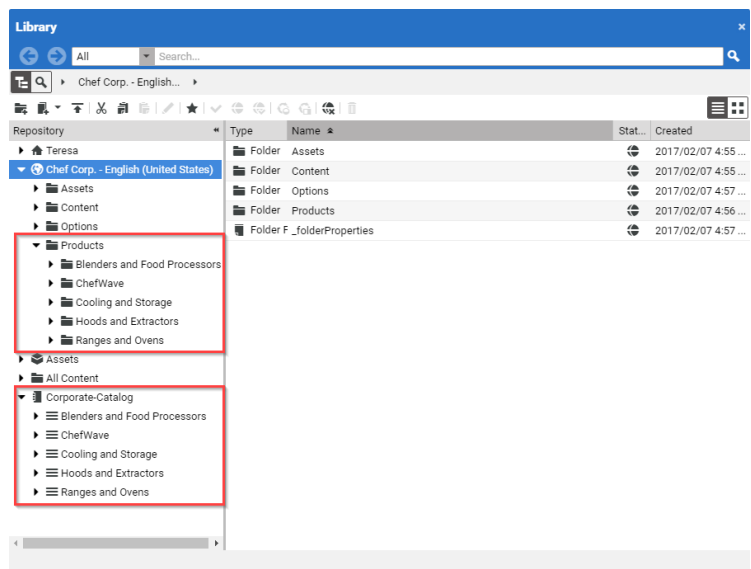 Library
All Search...
Chef Corp. - English...
Repository
Type Name Stat... Created
Teresa
Chef Corp. - English (United States)
Assets
Content
Options
Products
Blenders and Food Processors
ChefWave
Cooling and Storage
Hoods and Extractors
Ranges and Ovens
Assets
All Content
Corporate-Catalog
Blenders and Food Processors
ChefWave
Cooling and Storage
Hoods and Extractors
Ranges and Ovens
Folder Assets 2017/02/07 4:55 ...
Folder Content 2017/02/07 4:55 ...
Folder Options 2017/02/07 4:57 ...
Folder Products 2017/02/07 4:56 ...
Folder F _folderProperties 2017/02/07 4:57 ...